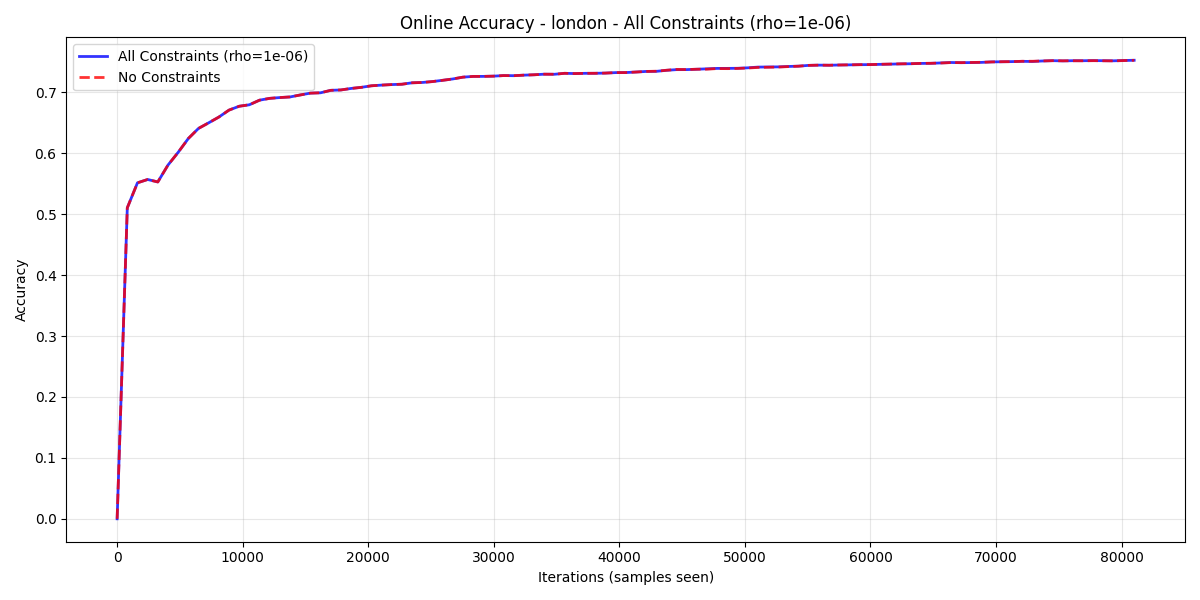 Online Accuracy - london - All Constraints (rho=1e-06)
All Constraints (rho=1e-06)
No Constraints
Accuracy
0.7
0.6
0.5
0.4
0.3
0.2
0.1
0.0
0 10000 20000 30000 40000 50000 60000 70000 80000
Iterations (samples seen)